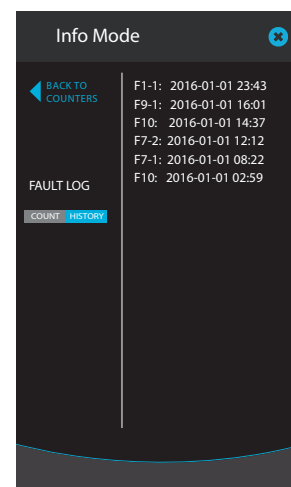 Info Mode
BACK TO
COUNTERS
FAULT LOG
COUNT HISTORY
F1-1: 2016-01-01 23:43
F9-1: 2016-01-01 16:01
F10: 2016-01-01 14:37
F7-2: 2016-01-01 12:12
F7-1: 2016-01-01 08:22
F10: 2016-01-01 02:59